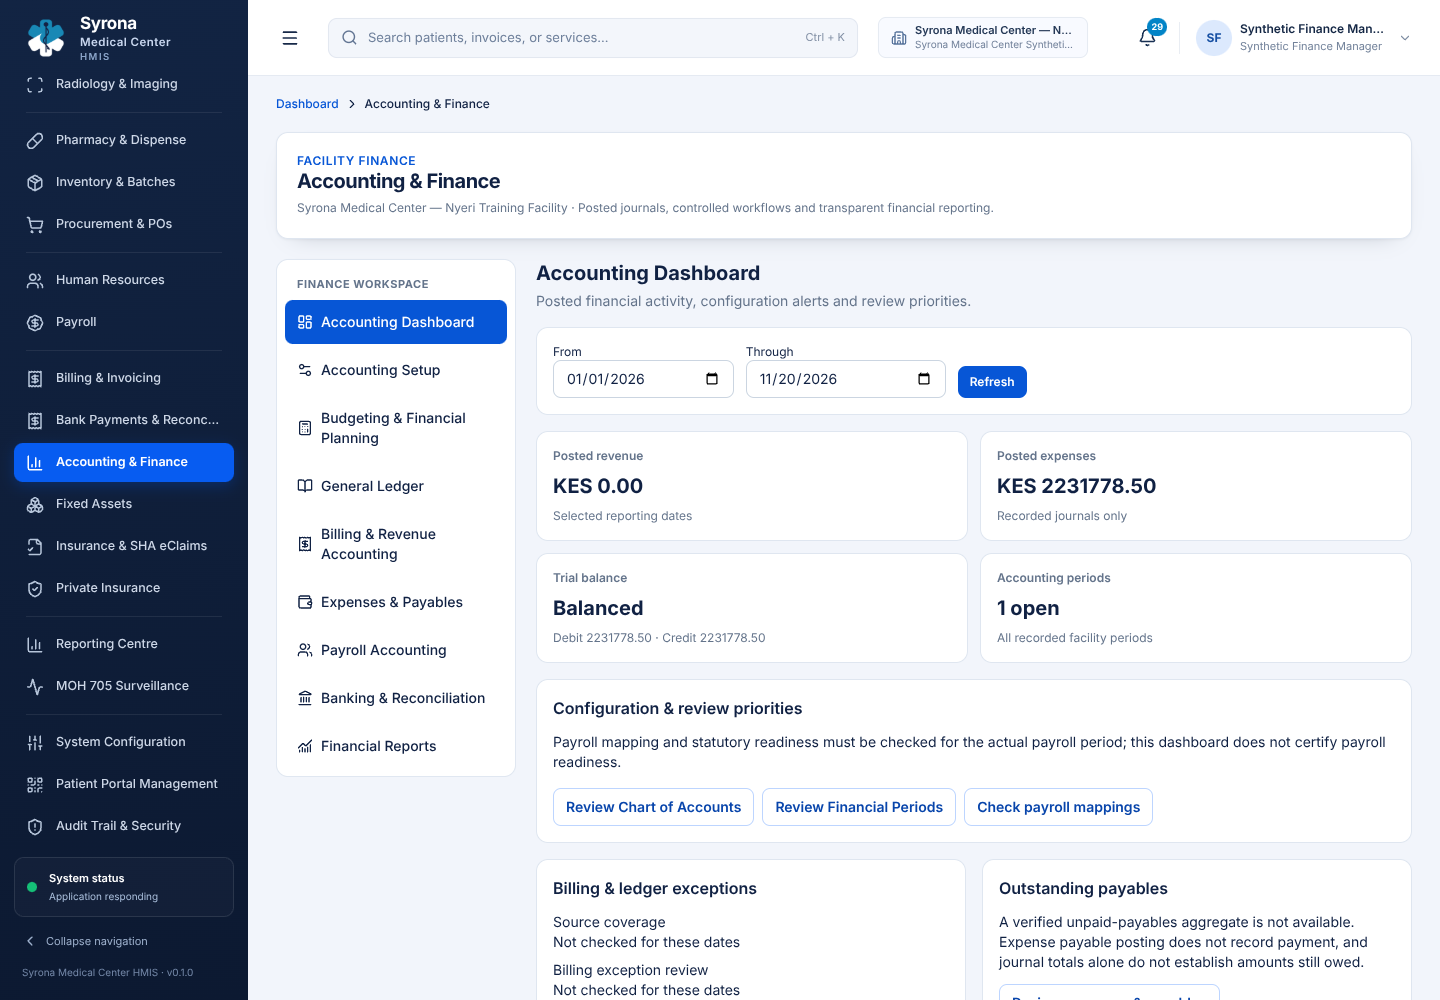 Syrona
Medical Center
HMIS
Radiology & Imaging
Pharmacy & Dispense
Inventory & Batches
Procurement & POs
Human Resources
Payroll
Billing & Invoicing
Bank Payments & Reconc...
Accounting & Finance
Fixed Assets
Insurance & SHA eClaims
Private Insurance
Reporting Centre
MOH 705 Surveillance
System Configuration
Patient Portal Management
Audit Trail & Security
System status
Application responding
Collapse navigation
Syrona Medical Center HMIS · v0.1.0
Search patients, invoices, or services...
Ctrl + K
Syrona Medical Center — N...
Syrona Medical Center Syntheti...
29
SF
Synthetic Finance Man...
Synthetic Finance Manager
Dashboard > Accounting & Finance
FACILITY FINANCE
Accounting & Finance
Syrona Medical Center — Nyeri Training Facility · Posted journals, controlled workflows and transparent financial reporting.
FINANCE WORKSPACE
Accounting Dashboard
Accounting Setup
Budgeting & Financial
Planning
General Ledger
Billing & Revenue
Accounting
Expenses & Payables
Payroll Accounting
Banking & Reconciliation
Financial Reports
Accounting Dashboard
Posted financial activity, configuration alerts and review priorities.
From
01/01/2026
Through
11/20/2026
Refresh
Posted revenue
KES 0.00
Selected reporting dates
Posted expenses
KES 2231778.50
Recorded journals only
Trial balance
Balanced
Debit 2231778.50 · Credit 2231778.50
Accounting periods
1 open
All recorded facility periods
Configuration & review priorities
Payroll mapping and statutory readiness must be checked for the actual payroll period; this dashboard does not certify payroll
readiness.
Review Chart of Accounts
Review Financial Periods
Check payroll mappings
Billing & ledger exceptions
Source coverage
Not checked for these dates
Billing exception review
Not checked for these dates
Outstanding payables
A verified unpaid-payables aggregate is not available.
Expense payable posting does not record payment, and
journal totals alone do not establish amounts still owed.